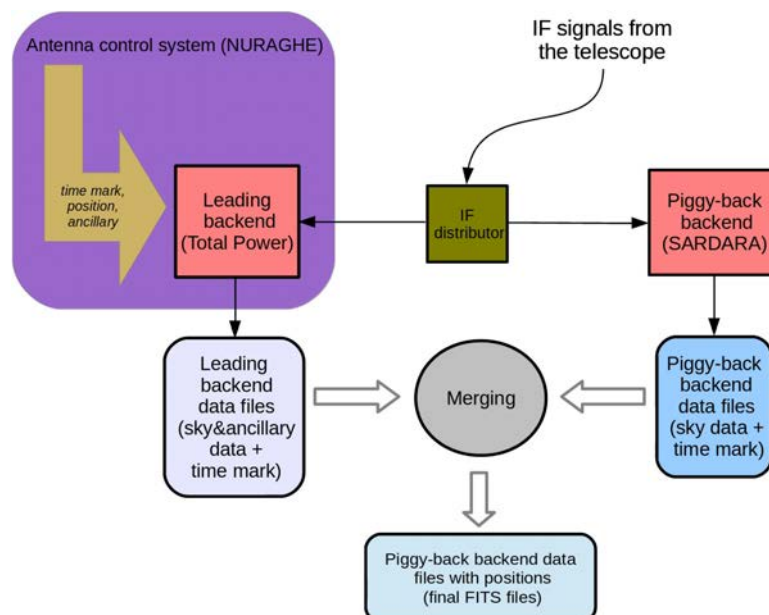 Antenna control system (NURAGHE)
IF signals from
the telescope
time mark,
position,
ancillary
Leading
backend
(Total Power)
IF
distributor
Piggy-back
backend
(SARDARA)
Leading
backend
data files
(sky&ancillary
data +
time mark)
Merging
Piggy-back
backend
data files
(sky data +
time mark)
Piggy-back backend data
files with positions
(final FITS files)